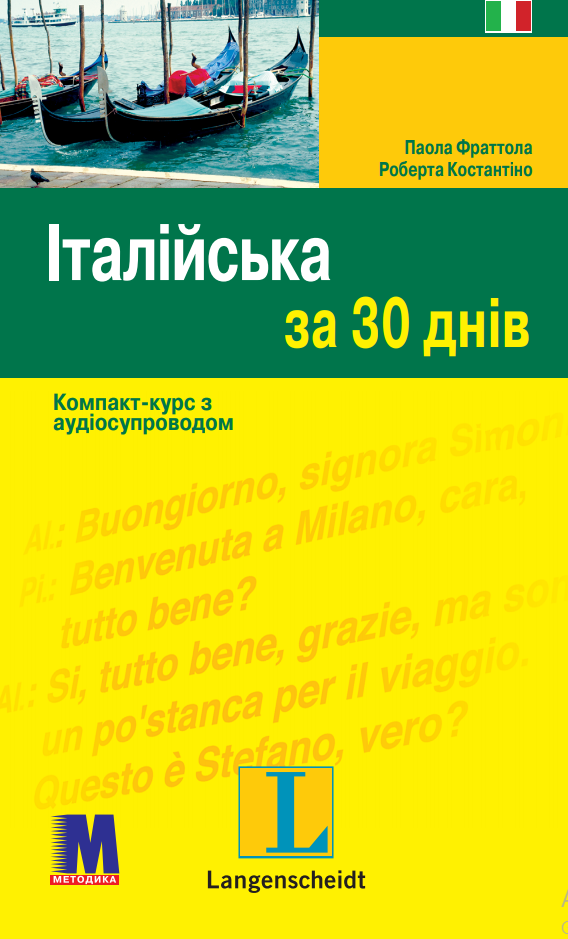 Паола Фраттола
Роберта Костантіно
Італійська
за 30 днів
Компакт-курс з
аудіосупроводом
Al.: Buongiorno, signora Simon
Pi.: Benvenuta a Milano, cara,
tutto bene?
Al.: Si, tutto bene, grazie, ma son
un po'stanca per il viaggio.
Questo è Stefano, vero?
М
МЕТОДИКА
L
Langenscheidt